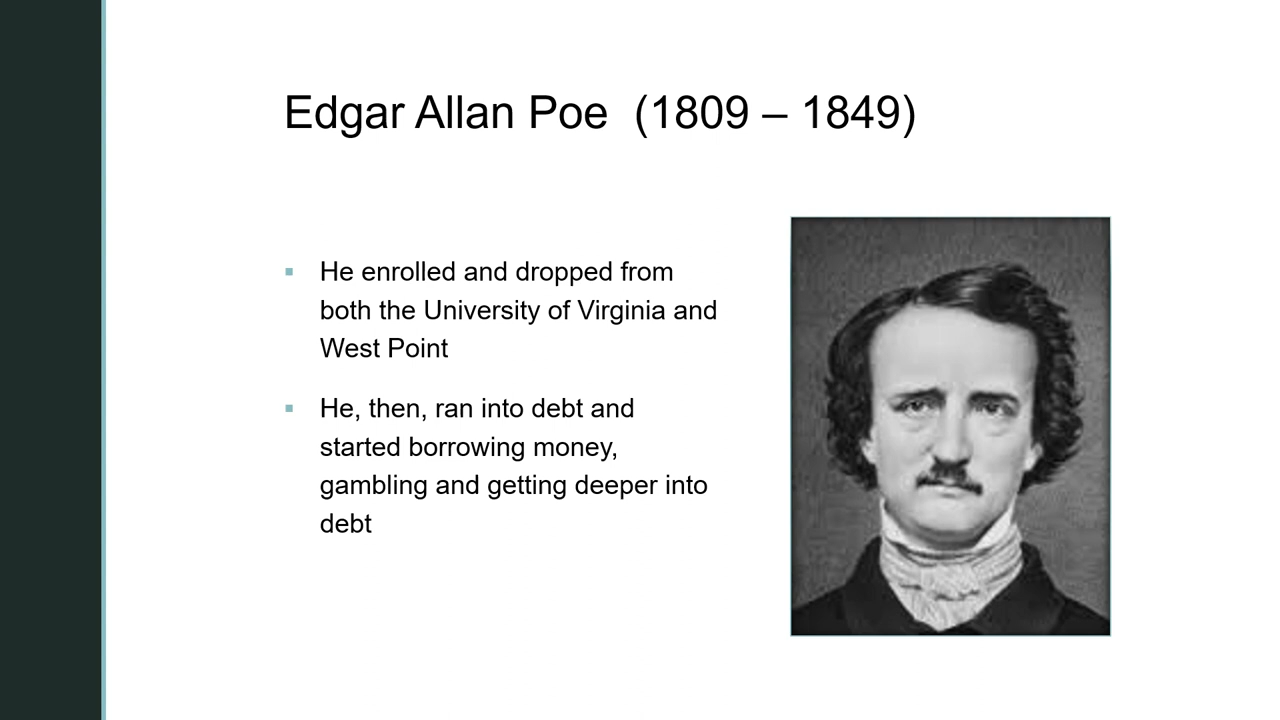 Edgar Allan Poe  (1809 – 1849)
▪ He enrolled and dropped from
both the University of Virginia and
West Point
▪ He, then, ran into debt and
started borrowing money,
gambling and getting deeper into
debt